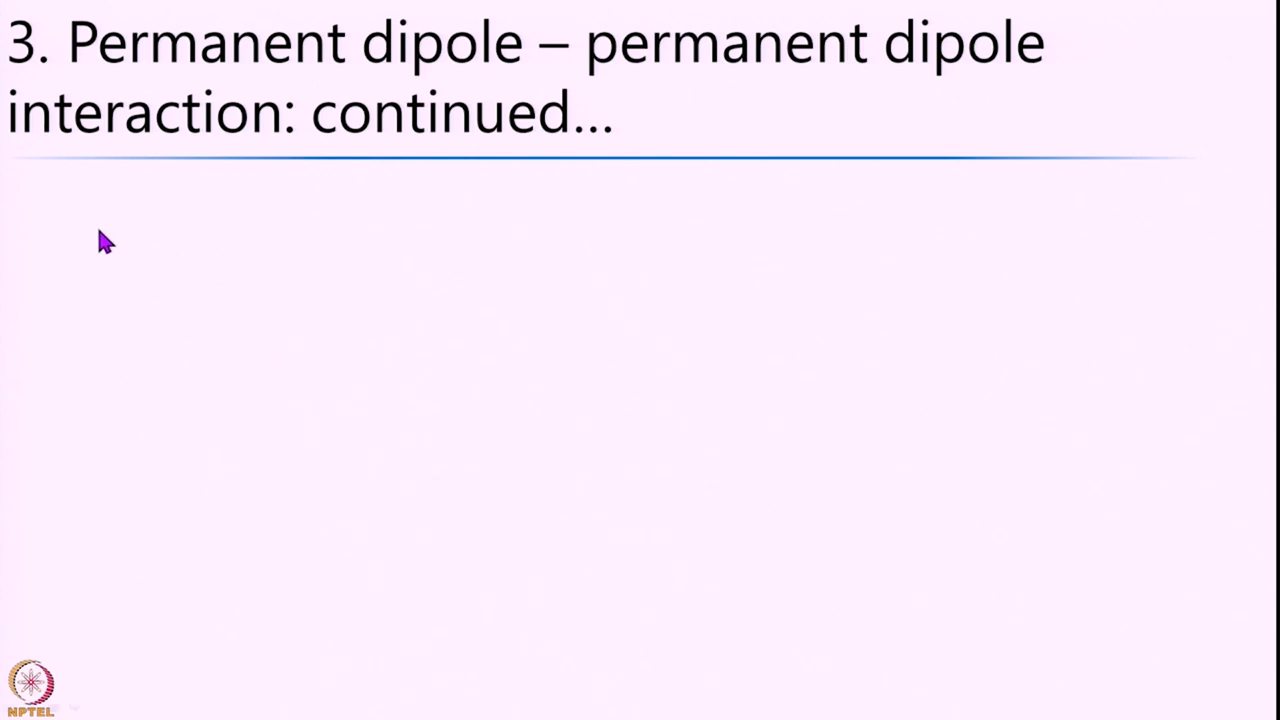 3. Permanent dipole – permanent dipole
interaction: continued...
NPTEL